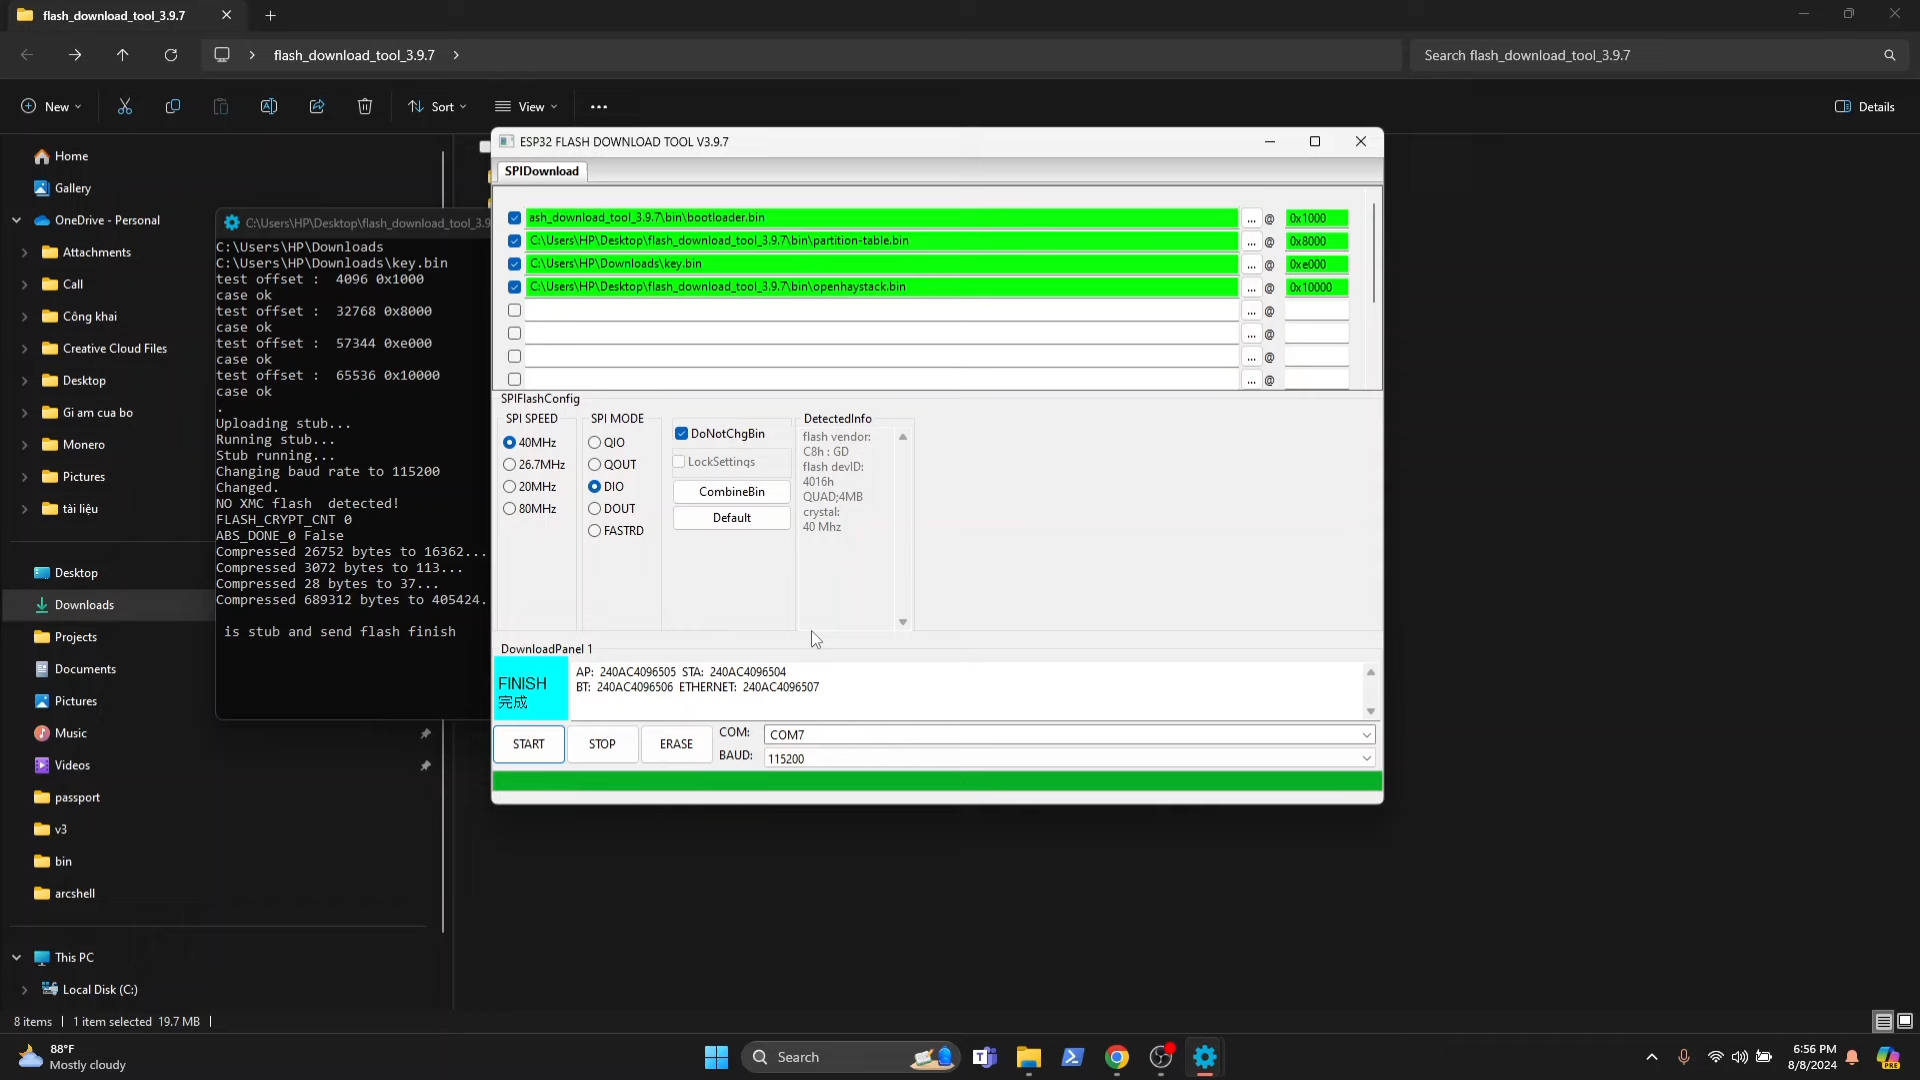 flash_download_tool_3.9.7
flash_download_tool_3.9.7
Search flash_download_tool_3.9.7
New
Sort
View
Details
Home
Gallery
OneDrive - Personal
Attachments
Call
Công khai
Creative Cloud Files
Desktop
Gi am cua bo
Monero
Pictures
tài liệu
Desktop
Downloads
Projects
Documents
Pictures
Music
Videos
passport
v3
bin
arcshell
This PC
Local Disk (C:)
8 items
1 item selected 19.7 MB
C:\Users\HP\Desktop\flash_download_tool_3.9
C:\Users\HP\Downloads
C:\Users\HP\Downloads\key.bin
test offset :  4096 0x1000
case ok
test offset :  32768 0x8000
case ok
test offset :  57344 0xe000
case ok
test offset :  65536 0x10000
case ok
.
Uploading stub...
Running stub...
Stub running...
Changing baud rate to 115200
Changed.
NO XMC flash  detected!
FLASH_CRYPT_CNT 0
ABS_DONE_0 False
Compressed 26752 bytes to 16362...
Compressed 3072 bytes to 113...
Compressed 28 bytes to 37...
Compressed 689312 bytes to 405424.
is stub and send flash finish
ESP32 FLASH DOWNLOAD TOOL V3.9.7
SPIDownload
ash_download_tool_3.9.7\bin\bootloader.bin ... @ 0x1000
C:\Users\HP\Desktop\flash_download_tool_3.9.7\bin\partition-table.bin ... @ 0x8000
C:\Users\HP\Downloads\key.bin ... @ 0xe000
C:\Users\HP\Desktop\flash_download_tool_3.9.7\bin\openhaystack.bin ... @ 0x10000
... @
... @
... @
... @
SPIFlashConfig
SPI SPEED
40MHz
26.7MHz
20MHz
80MHz
SPI MODE
QIO
QOUT
DIO
DOUT
FASTRD
DoNotChgBin
LockSettings
CombineBin
Default
DetectedInfo
flash vendor:
C8h : GD
flash devID:
4016h
QUAD;4MB
crystal:
40 Mhz
DownloadPanel 1
FINISH
完成
AP: 240AC4096505 STA: 240AC4096504
BT: 240AC4096506 ETHERNET: 240AC4096507
START
STOP
ERASE
COM: COM7
BAUD: 115200
88°F
Mostly cloudy
Search
6:56 PM
8/8/2024
PRE